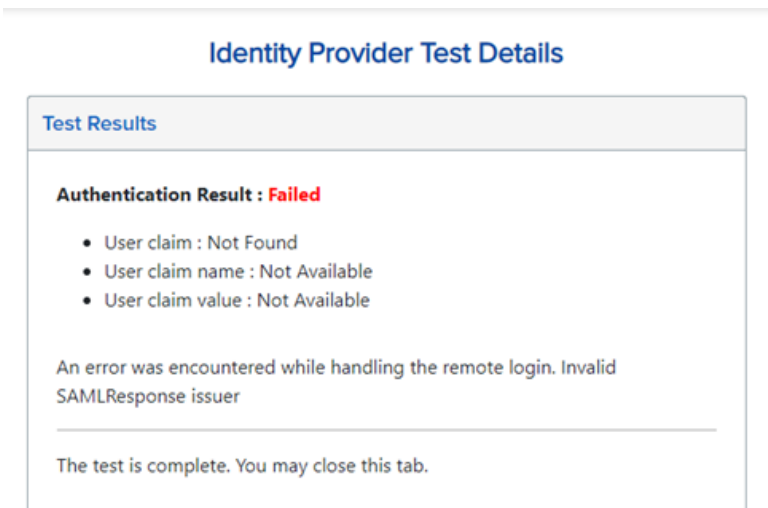 Identity Provider Test Details
Test Results
Authentication Result : Failed
• User claim : Not Found
• User claim name : Not Available
• User claim value : Not Available
An error was encountered while handling the remote login. Invalid
SAMLResponse issuer
The test is complete. You may close this tab.